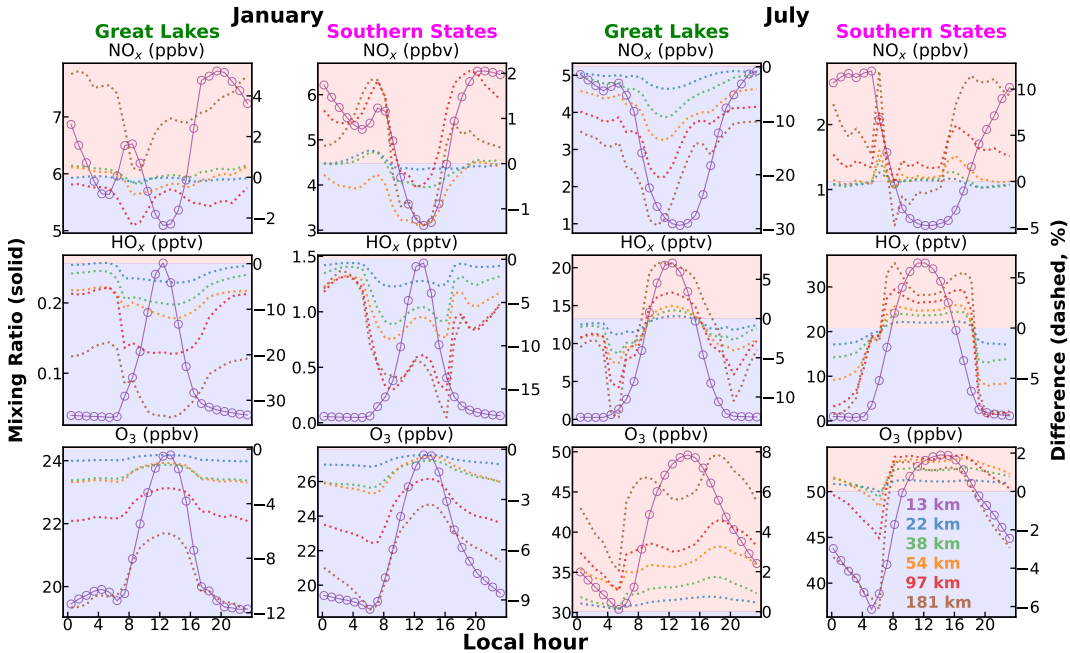 January July
Great Lakes Southern States Great Lakes Southern States
NOₓ (ppbv) NOₓ (ppbv) NOₓ (ppbv) NOₓ (ppbv)
7 6 5
4 2 0 −2
6 5 4 3
2 1 0 −1
5 4 3 2 1
0 −10 −20 −30
2 1
10 5 0 −5
HOₓ (pptv) HOₓ (pptv) HOₓ (pptv) HOₓ (pptv)
0.2 0.1
0 −10 −20 −30
1.5 1.0 0.5 0.0
0 −5 −10 −15
20 15 10 5 0
5 0 −5 −10
30 20 10 0
5 0 −5
O₃ (ppbv) O₃ (ppbv) O₃ (ppbv) O₃ (ppbv)
24 22 20
0 −4 −8 −12
26 24 22 20
0 −3 −6 −9
50 45 40 35 30
8 6 4 2 0
50 45 40
2 0 −2 −4 −6
13 km
22 km
38 km
54 km
97 km
181 km
0 4 8 12 16 20 0 4 8 12 16 20 0 4 8 12 16 20 0 4 8 12 16 20
Local hour
Mixing Ratio (solid)
Difference (dashed, %)